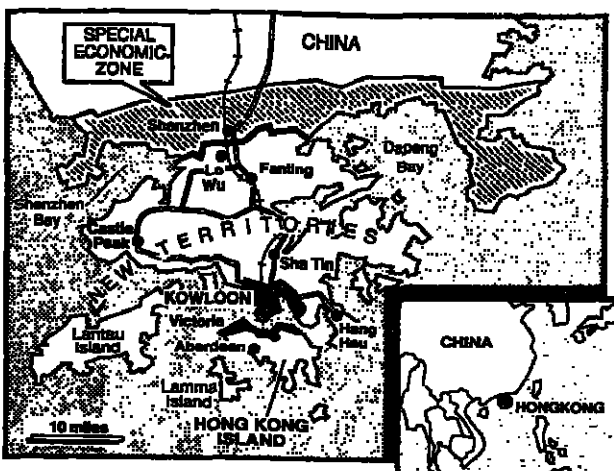 SPECIAL
ECONOMIC
ZONE
CHINA
Shenzhen
Lo
Wu
Fanling
Dapeng
Bay
Shenzhen
Bay
Castle
Peak
NEW TERRITORIES
Sha Tin
KOWLOON
Victoria
Hang
Hau
Aberdeen
Lantau
Island
Lamma
Island
HONG KONG
ISLAND
10 miles
CHINA
HONGKONG